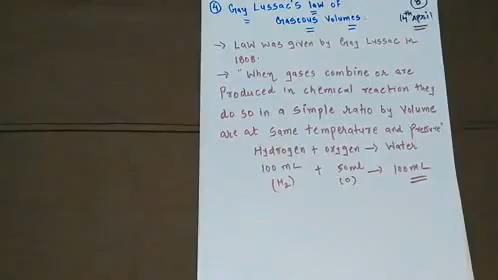 ④ Gay Lussac's law of
Gaseous Volumes.
⑧
14th April
→ Law was given by Gay Lussac in
1808.
→ "When gases combine or are
Produced in chemical reaction they
do so in a simple ratio by volume
are at same temperature and pressure"
Hydrogen + oxygen → Water
100 mL + 50ml → 100mL
(H₂) (O)